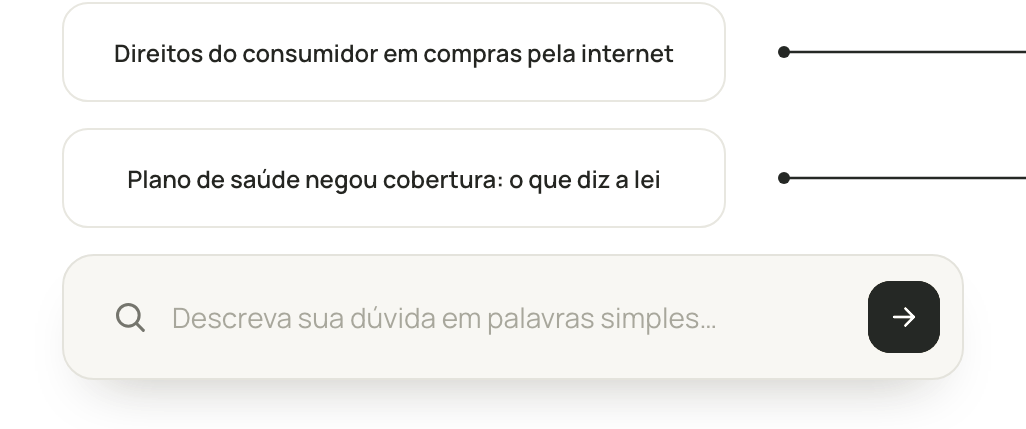 Direitos do consumidor em compras pela internet
Plano de saúde negou cobertura: o que diz a lei
Descreva sua dúvida em palavras simples...